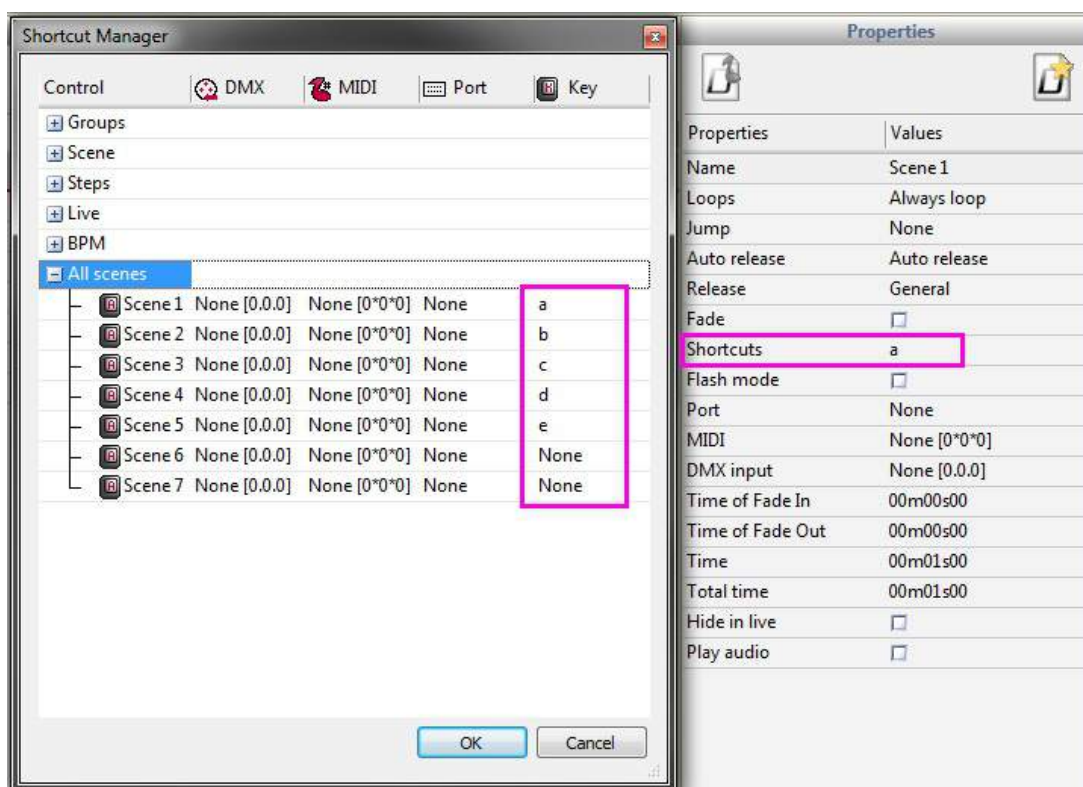 Shortcut Manager
Control DMX MIDI Port Key
Groups
Scene
Steps
Live
BPM
All scenes
Scene 1 None [0.0.0] None [0*0*0] None a
Scene 2 None [0.0.0] None [0*0*0] None b
Scene 3 None [0.0.0] None [0*0*0] None c
Scene 4 None [0.0.0] None [0*0*0] None d
Scene 5 None [0.0.0] None [0*0*0] None e
Scene 6 None [0.0.0] None [0*0*0] None None
Scene 7 None [0.0.0] None [0*0*0] None None
OK Cancel
Properties
Properties Values
Name Scene 1
Loops Always loop
Jump None
Auto release Auto release
Release General
Fade
Shortcuts a
Flash mode
Port None
MIDI None [0*0*0]
DMX input None [0.0.0]
Time of Fade In 00m00s00
Time of Fade Out 00m00s00
Time 00m01s00
Total time 00m01s00
Hide in live
Play audio